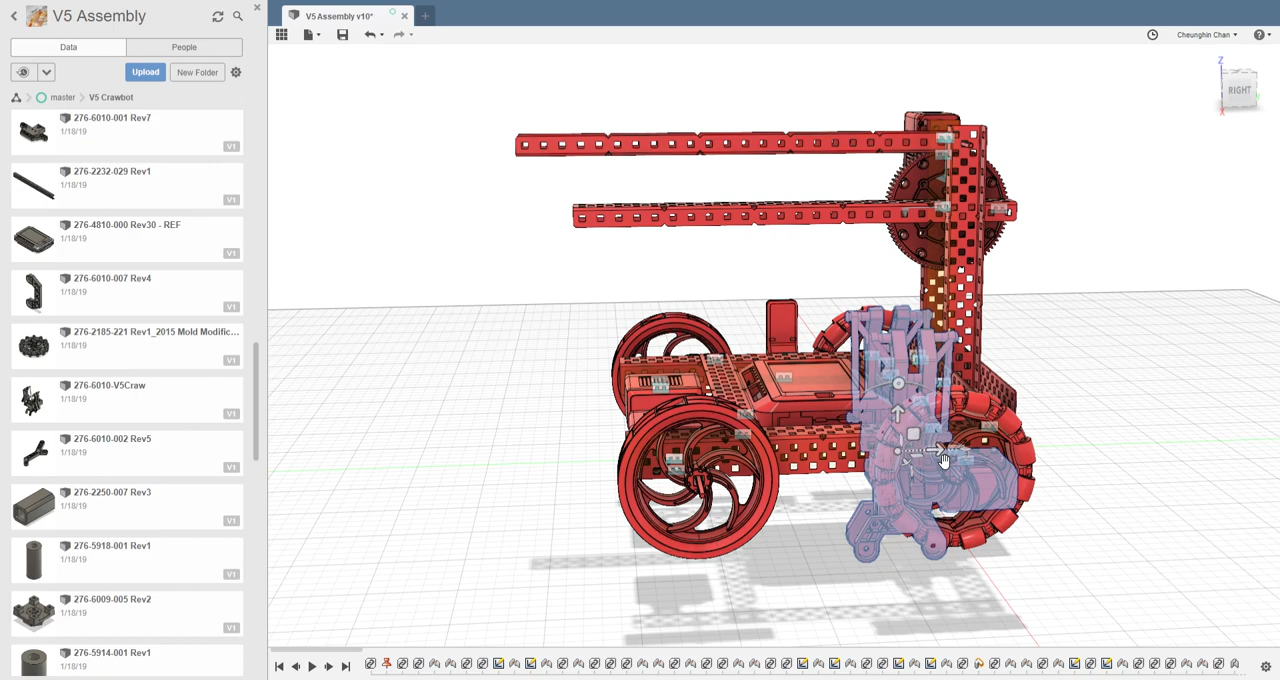 V5 Assembly
Data
People
Upload
New Folder
master
V5 Crawbot
276-6010-001 Rev7
1/18/19
V1
276-2232-029 Rev1
1/18/19
V1
276-4810-000 Rev30 - REF
1/18/19
V1
276-6010-007 Rev4
1/18/19
V1
276-2185-221 Rev1_2015 Mold Modific...
1/18/19
V1
276-6010-V5Craw
1/18/19
V1
276-6010-002 Rev5
1/18/19
V1
276-2250-007 Rev3
1/18/19
V1
276-5918-001 Rev1
1/18/19
V1
276-6009-005 Rev2
1/18/19
V1
276-5914-001 Rev1
1/18/19
V5 Assembly v10*
Cheunghin Chan
Z
RIGHT
X